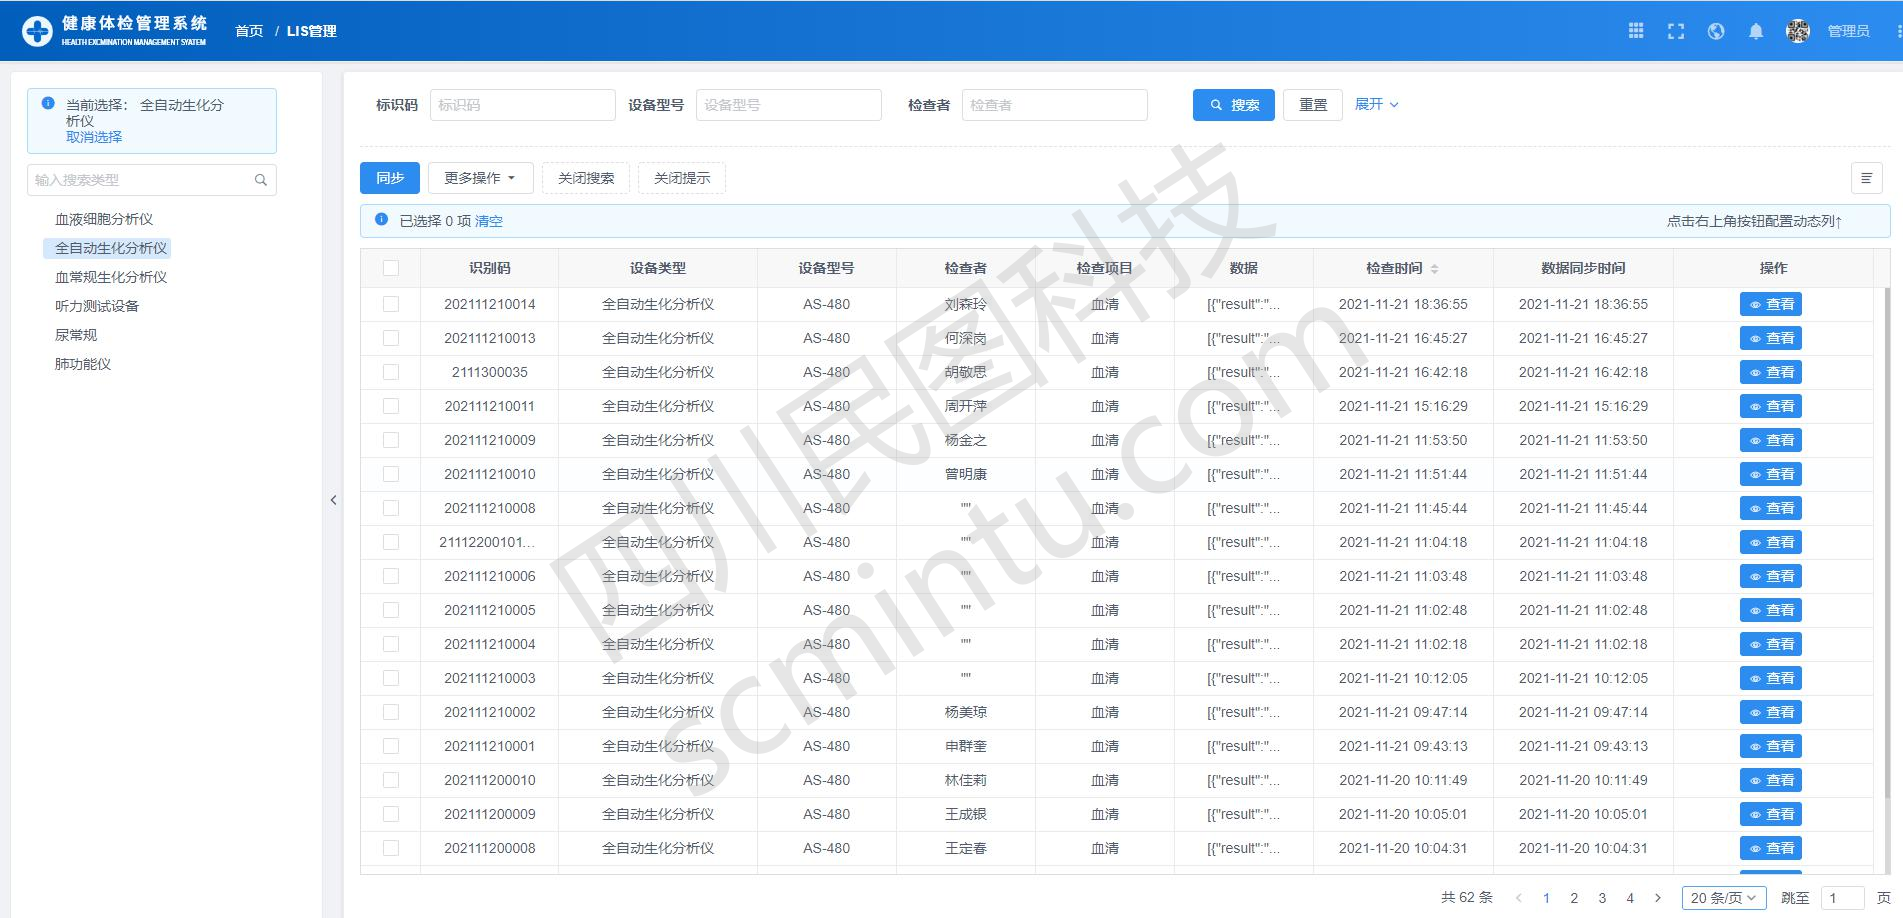 健康体检管理系统
HEALTH EXCMINATION MANAGEMENT SYATEM
首页 / LIS管理
管理员
当前选择： 全自动生化分
析仪
取消选择
输入搜索类型
血液细胞分析仪
全自动生化分析仪
血常规生化分析仪
听力测试设备
尿常规
肺功能仪
标识码 标识码 设备型号 设备型号 检查者 检查者 搜索 重置 展开
同步 更多操作 关闭搜索 关闭提示
已选择 0 项 清空 点击右上角按钮配置动态列↑
识别码 设备类型 设备型号 检查者 检查项目 数据 检查时间 数据同步时间 操作
202111210014 全自动生化分析仪 AS-480 刘森玲 血清 [{"result":"... 2021-11-21 18:36:55 2021-11-21 18:36:55 查看
202111210013 全自动生化分析仪 AS-480 何深岗 血清 [{"result":"... 2021-11-21 16:45:27 2021-11-21 16:45:27 查看
2111300035 全自动生化分析仪 AS-480 胡敬思 血清 [{"result":"... 2021-11-21 16:42:18 2021-11-21 16:42:18 查看
202111210011 全自动生化分析仪 AS-480 周开萍 血清 [{"result":"... 2021-11-21 15:16:29 2021-11-21 15:16:29 查看
202111210009 全自动生化分析仪 AS-480 杨金之 血清 [{"result":"... 2021-11-21 11:53:50 2021-11-21 11:53:50 查看
202111210010 全自动生化分析仪 AS-480 曾明康 血清 [{"result":"... 2021-11-21 11:51:44 2021-11-21 11:51:44 查看
202111210008 全自动生化分析仪 AS-480 "" 血清 [{"result":"... 2021-11-21 11:45:44 2021-11-21 11:45:44 查看
21112200101... 全自动生化分析仪 AS-480 "" 血清 [{"result":"... 2021-11-21 11:04:18 2021-11-21 11:04:18 查看
202111210006 全自动生化分析仪 AS-480 "" 血清 [{"result":"... 2021-11-21 11:03:48 2021-11-21 11:03:48 查看
202111210005 全自动生化分析仪 AS-480 "" 血清 [{"result":"... 2021-11-21 11:02:48 2021-11-21 11:02:48 查看
202111210004 全自动生化分析仪 AS-480 "" 血清 [{"result":"... 2021-11-21 11:02:18 2021-11-21 11:02:18 查看
202111210003 全自动生化分析仪 AS-480 "" 血清 [{"result":"... 2021-11-21 10:12:05 2021-11-21 10:12:05 查看
202111210002 全自动生化分析仪 AS-480 杨美琼 血清 [{"result":"... 2021-11-21 09:47:14 2021-11-21 09:47:14 查看
202111210001 全自动生化分析仪 AS-480 申群奎 血清 [{"result":"... 2021-11-21 09:43:13 2021-11-21 09:43:13 查看
202111200010 全自动生化分析仪 AS-480 林佳莉 血清 [{"result":"... 2021-11-20 10:11:49 2021-11-20 10:11:49 查看
202111200009 全自动生化分析仪 AS-480 王成银 血清 [{"result":"... 2021-11-20 10:05:01 2021-11-20 10:05:01 查看
202111200008 全自动生化分析仪 AS-480 王定春 血清 [{"result":"... 2021-11-20 10:04:31 2021-11-20 10:04:31 查看
共 62 条 < 1 2 3 4 > 20 条/页 跳至 1 页
四川民图科技
scmintu.com